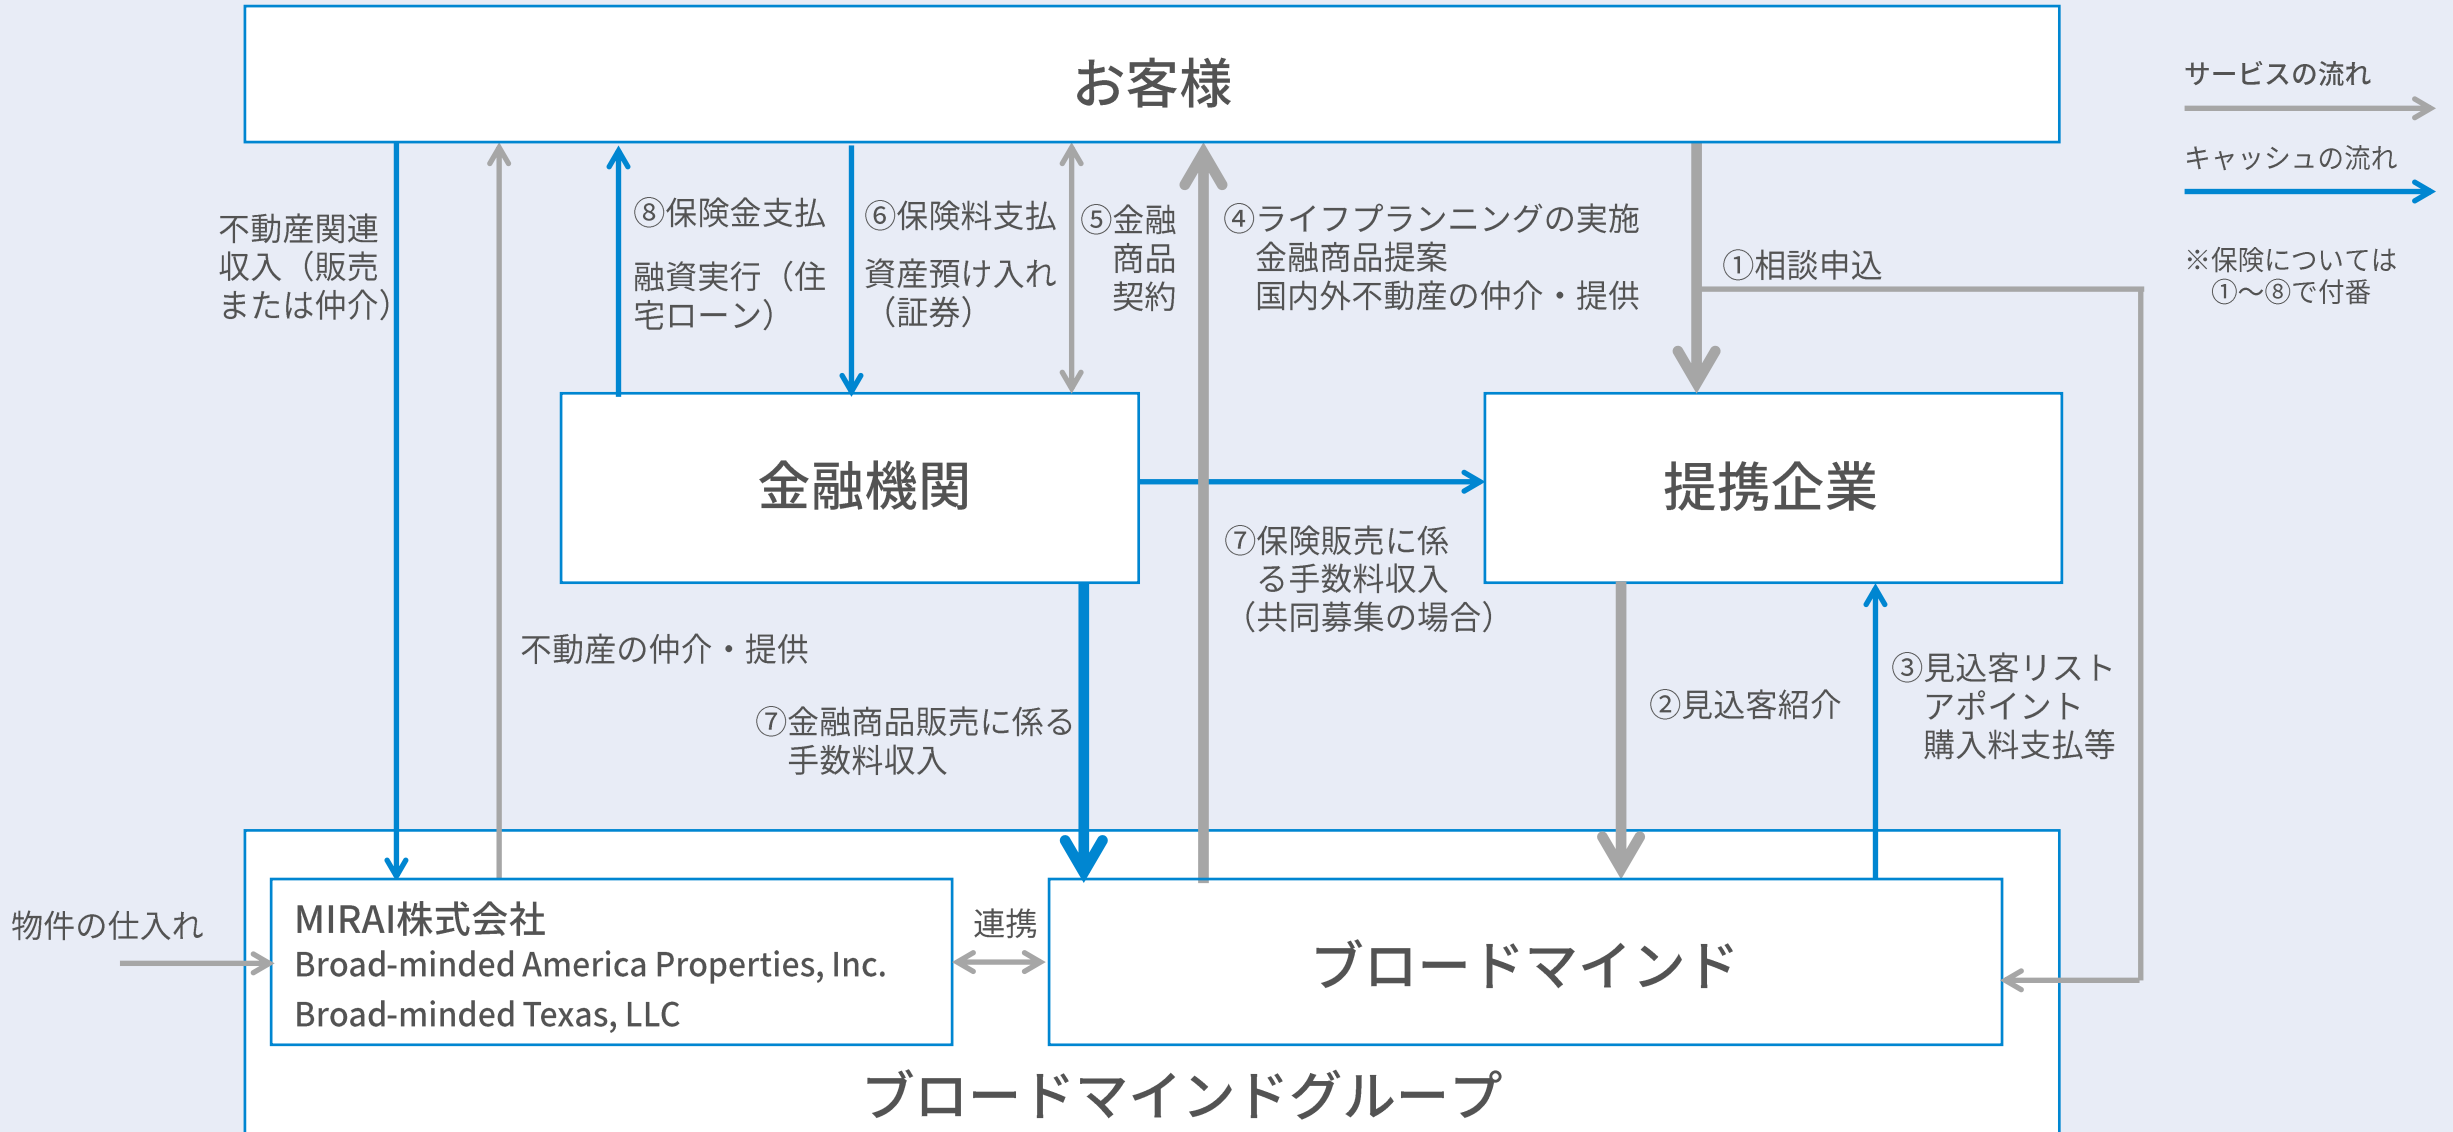 お客様
サービスの流れ
キャッシュの流れ
※保険については
①～⑧で付番
不動産関連
収入（販売
または仲介）
⑧保険金支払
融資実行（住
宅ローン）
⑥保険料支払
資産預け入れ
（証券）
⑤金融
商品
契約
④ライフプランニングの実施
金融商品提案
国内外不動産の仲介・提供
①相談申込
金融機関
提携企業
⑦保険販売に係
る手数料収入
（共同募集の場合）
不動産の仲介・提供
⑦金融商品販売に係る
手数料収入
②見込客紹介
③見込客リスト
アポイント
購入料支払等
物件の仕入れ
MIRAI株式会社
Broad-minded America Properties, Inc.
Broad-minded Texas, LLC
連携
ブロードマインド
ブロードマインドグループ